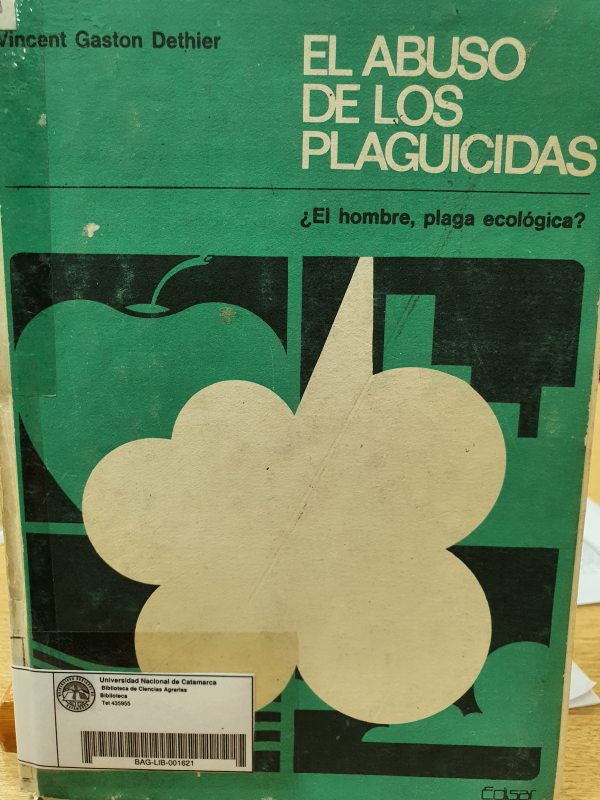 Vincent Gaston Dethier
EL ABUSO
DE LOS
PLAGUICIDAS
¿El hombre, plaga ecológica?
Universidad Nacional de Catamarca
Biblioteca de Ciencias Agrarias
Biblioteca
Tel 435955
BAG-LIB-001621
Edisar